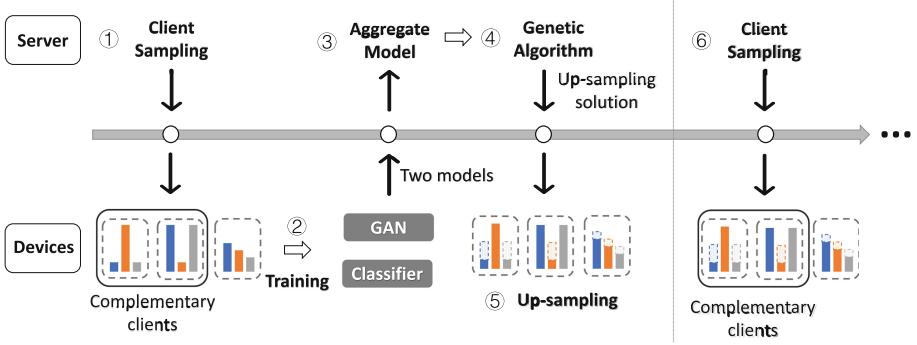 Server
①
Client
Sampling
③
Aggregate
Model
④
Genetic
Algorithm
⑥
Client
Sampling
Up-sampling
solution
Two models
Devices
②
Training
GAN
Classifier
⑤
Up-sampling
Complementary
clients
Complementary
clients